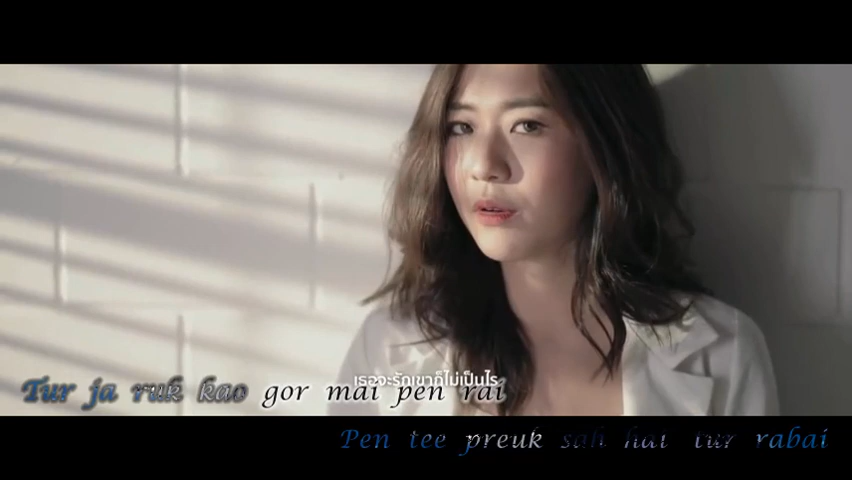 เธอจะรักเขาก็ไม่เป็นไร
Tur ja ruk kao gor mai pen rai
Pen tee preuk sah hai tur rabai